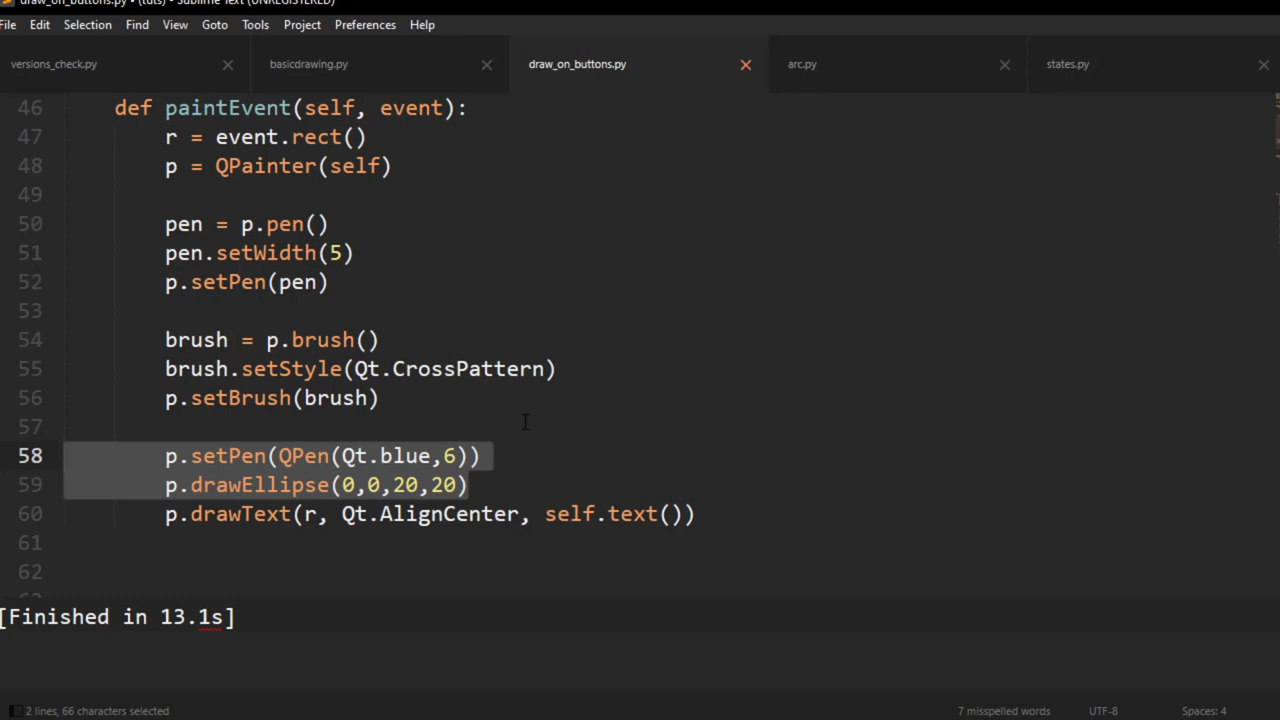 draw_on_buttons.py • (tuts) - Sublime Text (UNREGISTERED)
File Edit Selection Find View Goto Tools Project Preferences Help
versions_check.py basicdrawing.py draw_on_buttons.py arc.py states.py
46 def paintEvent(self, event):
47 r = event.rect()
48 p = QPainter(self)
49
50 pen = p.pen()
51 pen.setWidth(5)
52 p.setPen(pen)
53
54 brush = p.brush()
55 brush.setStyle(Qt.CrossPattern)
56 p.setBrush(brush)
57
58 p.setPen(QPen(Qt.blue,6))
59 p.drawEllipse(0,0,20,20)
60 p.drawText(r, Qt.AlignCenter, self.text())
61
62
[Finished in 13.1s]
2 lines, 66 characters selected 7 misspelled words UTF-8 Spaces: 4